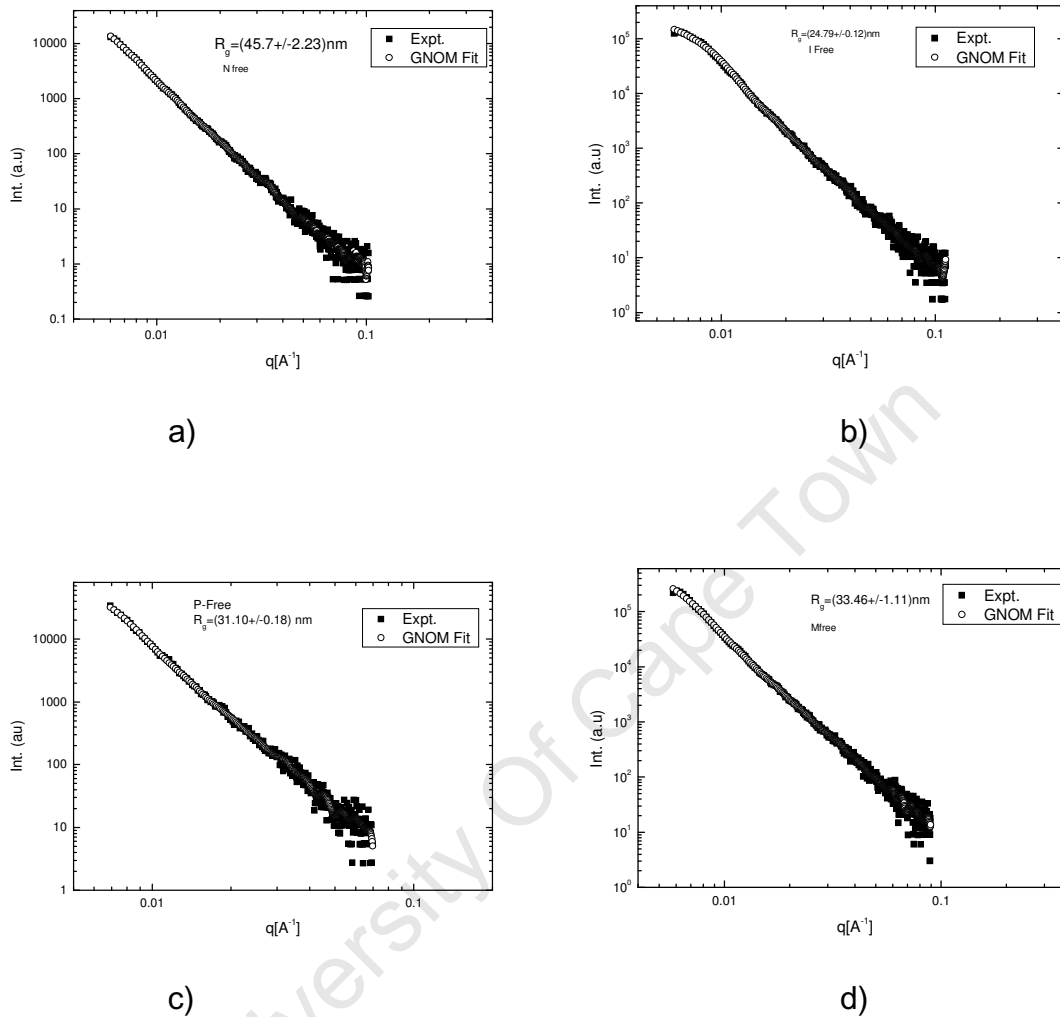 R_g=(45.7+/-2.23)nm
N free
Expt.
GNOM Fit
10000
1000
100
10
1
0.1
Int. (a.u)
0.01
0.1
q[A^-1]
a)
R_g=(24.79+/-0.12)nm
I Free
Expt.
GNOM Fit
10^5
10^4
10^3
10^2
10^1
10^0
Int. (a.u)
0.01
0.1
q[A^-1]
b)
P-Free
R_g=(31.10+/-0.18) nm
Expt.
GNOM Fit
10000
1000
100
10
1
Int. (au)
0.01
0.1
q[A^-1]
c)
R_g=(33.46+/-1.11)nm
Mfree
Expt.
GNOM Fit
10^5
10^4
10^3
10^2
10^1
10^0
Int. (a.u)
0.01
0.1
q[A^-1]
d)
versity Of Cape Town